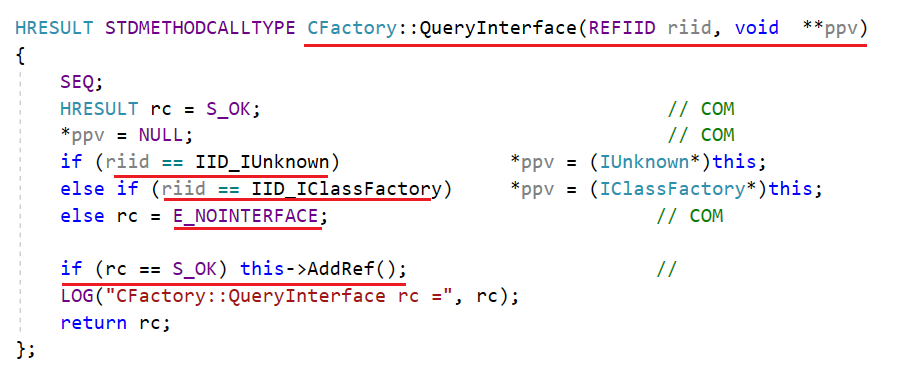 HRESULT STDMETHODCALLTYPE CFactory::QueryInterface(REFIID riid, void  **ppv)
{
    SEQ;
    HRESULT rc = S_OK;                                     // COM
    *ppv = NULL;                                           // COM
    if (riid == IID_IUnknown)               *ppv = (IUnknown*)this;
    else if (riid == IID_IClassFactory)     *ppv = (IClassFactory*)this;
    else rc = E_NOINTERFACE;                              // COM

    if (rc == S_OK) this->AddRef();                       //
    LOG("CFactory::QueryInterface rc =", rc);
    return rc;
};